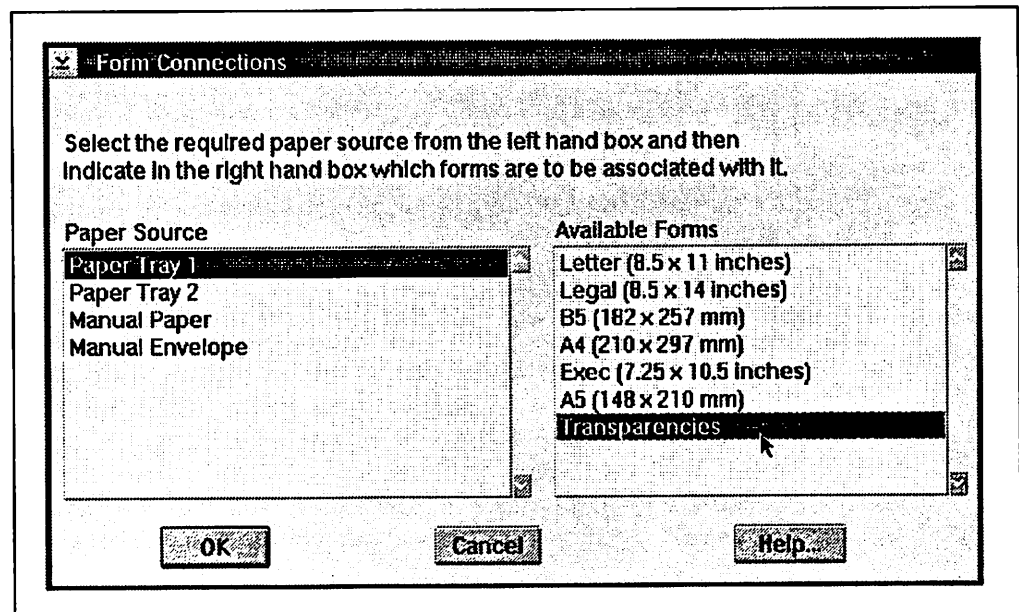 Form Connections
Select the required paper source from the left hand box and then
indicate in the right hand box which forms are to be associated with it.
Paper Source
Available Forms
Paper Tray 1
Paper Tray 2
Manual Paper
Manual Envelope
Letter (8.5 x 11 inches)
Legal (8.5 x 14 inches)
B5 (182 x 257 mm)
A4 (210 x 297 mm)
Exec (7.25 x 10.5 inches)
A5 (148 x 210 mm)
Transparencies
OK
Cancel
Help...